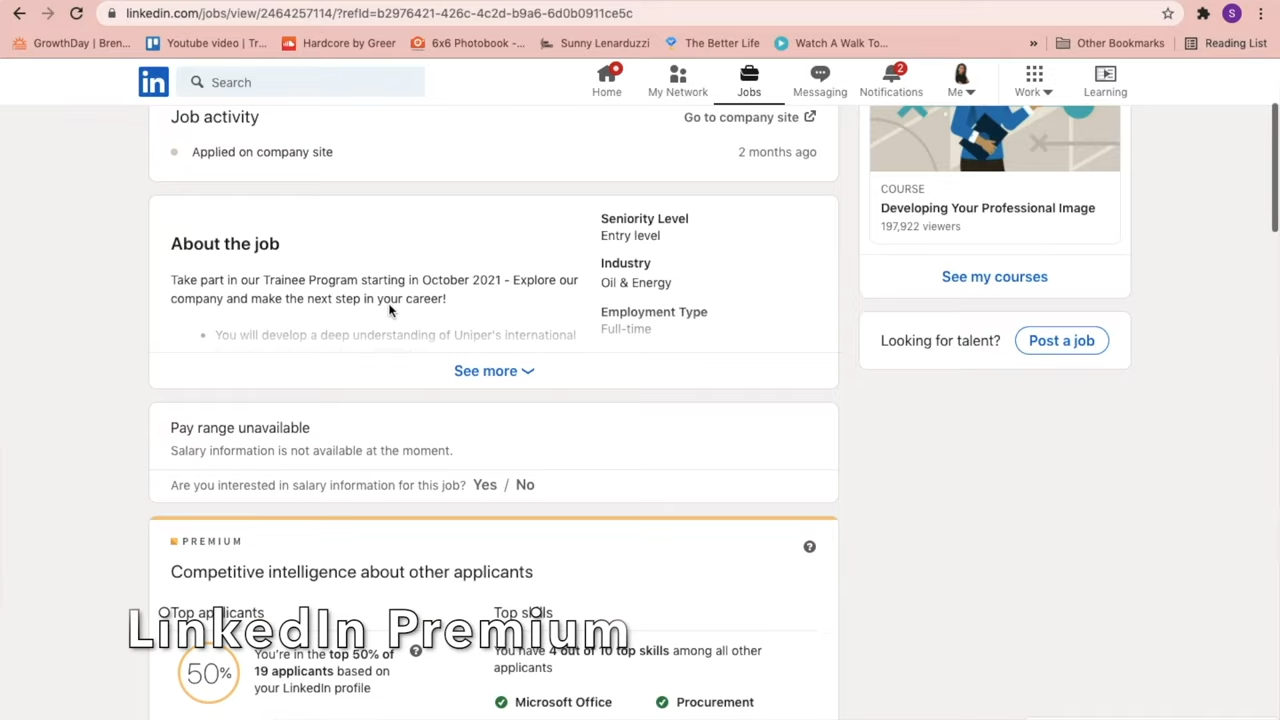 linkedin.com/jobs/view/2464257114/?refId=b2976421-426c-4c2d-b9a6-6d0b0911ce5c
S
GrowthDay | Bren...
Youtube video | Tr...
Hardcore by Greer
6x6 Photobook -...
Sunny Lenarduzzi
The Better Life
Watch A Walk To...
»
Other Bookmarks
Reading List
in
Search
Home
My Network
Jobs
Messaging
2
Notifications
Me
Work
Learning
Job activity
Go to company site
Applied on company site
2 months ago
About the job
Take part in our Trainee Program starting in October 2021 - Explore our
company and make the next step in your career!
• You will develop a deep understanding of Uniper's international
See more
Seniority Level
Entry level
Industry
Oil & Energy
Employment Type
Full-time
Pay range unavailable
Salary information is not available at the moment.
Are you interested in salary information for this job? Yes / No
PREMIUM
?
Competitive intelligence about other applicants
Top applicants
50%
You're in the top 50% of
19 applicants based on
your LinkedIn profile
?
Top skills
You have 4 out of 10 top skills among all other
applicants
Microsoft Office
Procurement
LinkedIn Premium
COURSE
Developing Your Professional Image
197,922 viewers
See my courses
Looking for talent?
Post a job